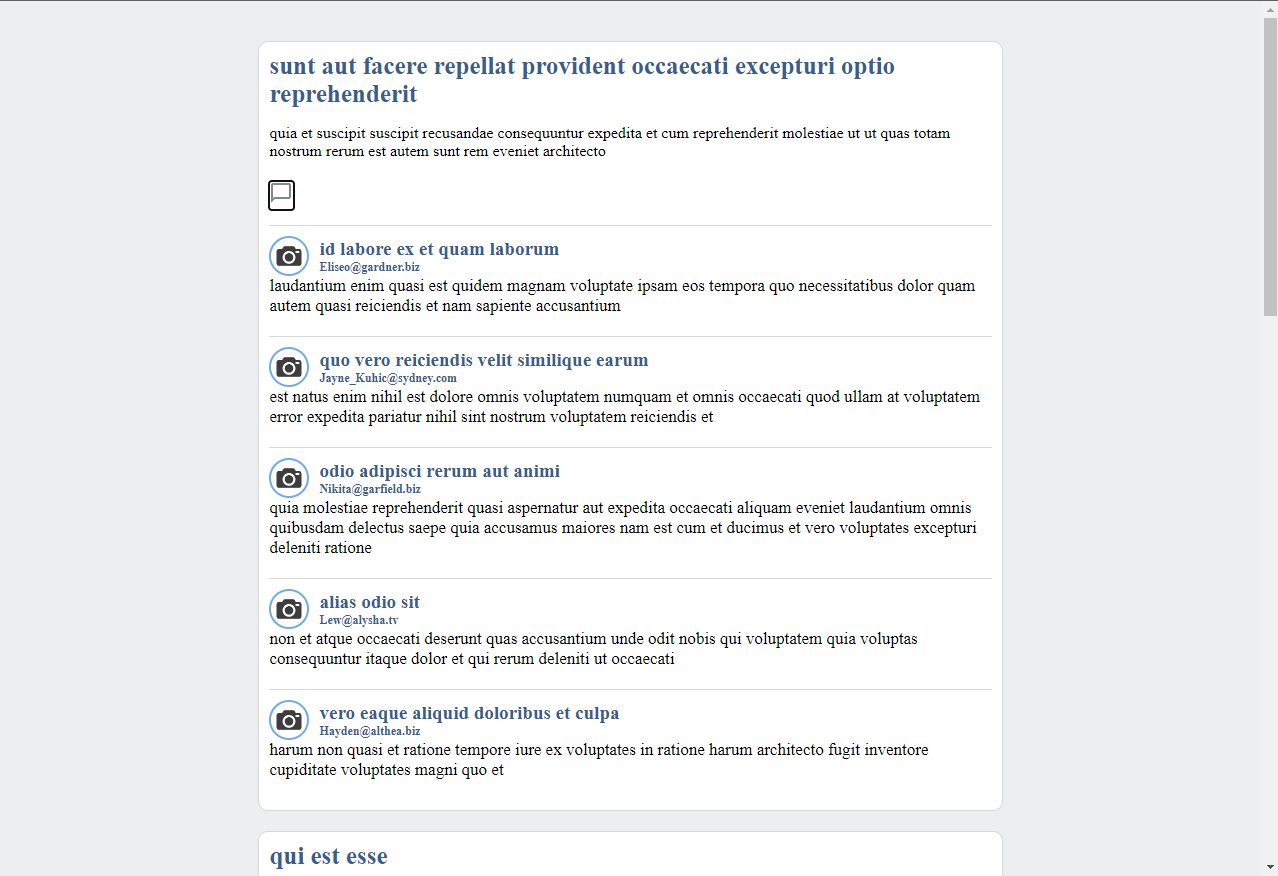 sunt aut facere repellat provident occaecati excepturi optio
reprehenderit
quia et suscipit suscipit recusandae consequuntur expedita et cum reprehenderit molestiae ut ut quas totam
nostrum rerum est autem sunt rem eveniet architecto
id labore ex et quam laborum
Eliseo@gardner.biz
laudantium enim quasi est quidem magnam voluptate ipsam eos tempora quo necessitatibus dolor quam
autem quasi reiciendis et nam sapiente accusantium
quo vero reiciendis velit similique earum
Jayne_Kuhic@sydney.com
est natus enim nihil est dolore omnis voluptatem numquam et omnis occaecati quod ullam at voluptatem
error expedita pariatur nihil sint nostrum voluptatem reiciendis et
odio adipisci rerum aut animi
Nikita@garfield.biz
quia molestiae reprehenderit quasi aspernatur aut expedita occaecati aliquam eveniet laudantium omnis
quibusdam delectus saepe quia accusamus maiores nam est cum et ducimus et vero voluptates excepturi
deleniti ratione
alias odio sit
Lew@alysha.tv
non et atque occaecati deserunt quas accusantium unde odit nobis qui voluptatem quia voluptas
consequuntur itaque dolor et qui rerum deleniti ut occaecati
vero eaque aliquid doloribus et culpa
Hayden@althea.biz
harum non quasi et ratione tempore iure ex voluptates in ratione harum architecto fugit inventore
cupiditate voluptates magni quo et
qui est esse